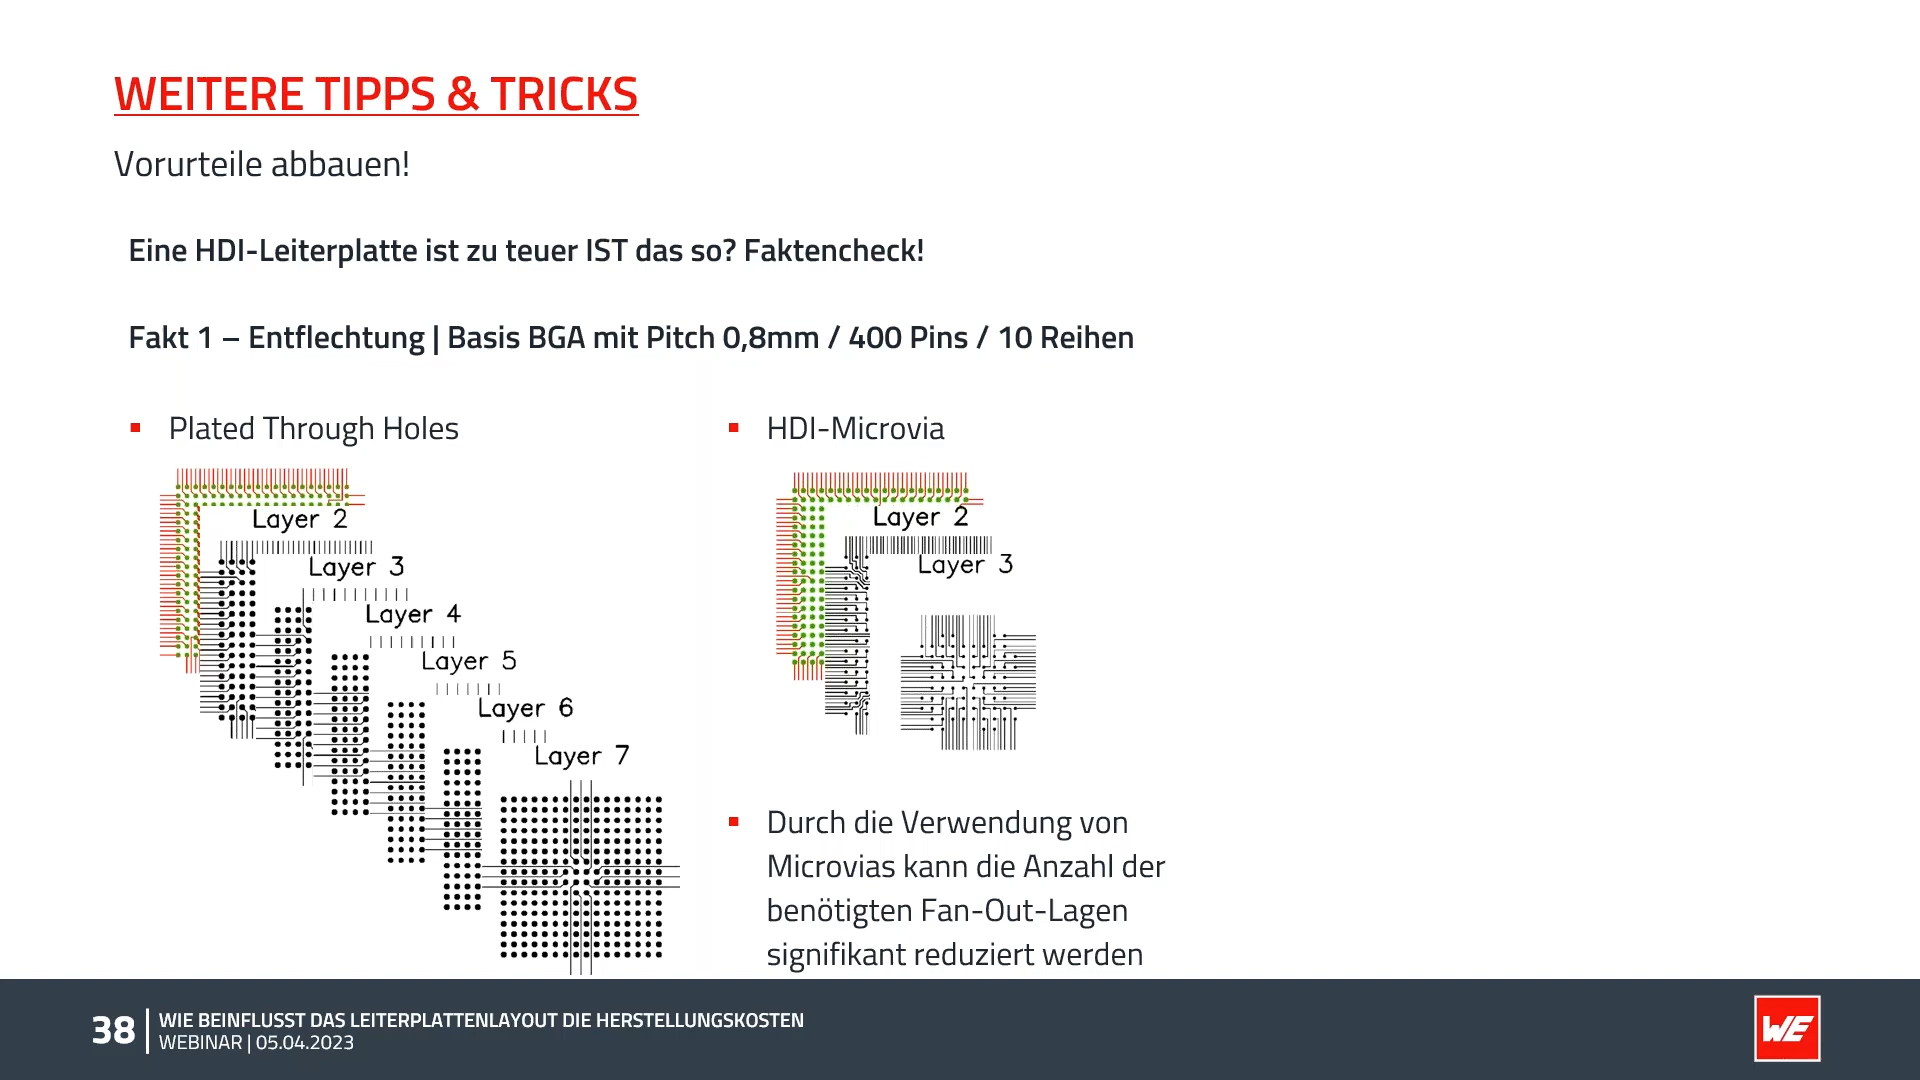 WEITERE TIPPS & TRICKS
Vorurteile abbauen!
Eine HDI-Leiterplatte ist zu teuer IST das so? Faktencheck!
Fakt 1 – Entflechtung | Basis BGA mit Pitch 0,8mm / 400 Pins / 10 Reihen
▪ Plated Through Holes
Layer 2
Layer 3
Layer 4
Layer 5
Layer 6
Layer 7
▪ HDI-Microvia
Layer 2
Layer 3
▪ Durch die Verwendung von
Microvias kann die Anzahl der
benötigten Fan-Out-Lagen
signifikant reduziert werden
38
WIE BEINFLUSST DAS LEITERPLATTENLAYOUT DIE HERSTELLUNGSKOSTEN
WEBINAR | 05.04.2023
WE